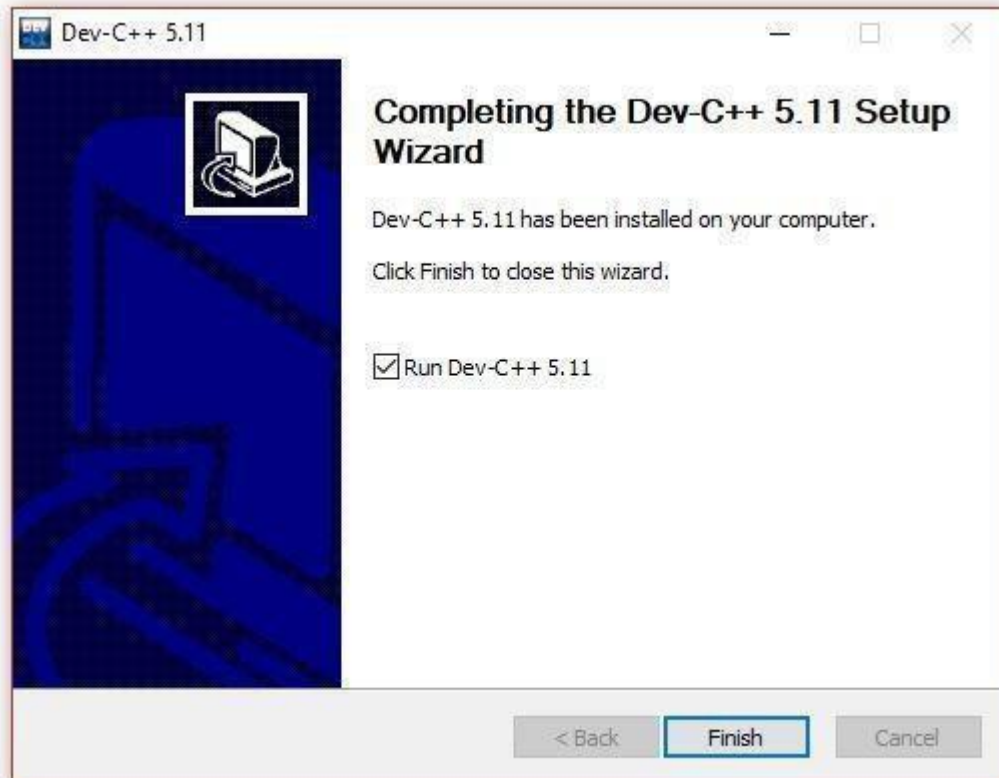 Dev-C++ 5.11
Completing the Dev-C++ 5.11 Setup
Wizard
Dev-C++ 5.11 has been installed on your computer.
Click Finish to close this wizard.
Run Dev-C++ 5.11
< Back
Finish
Cancel